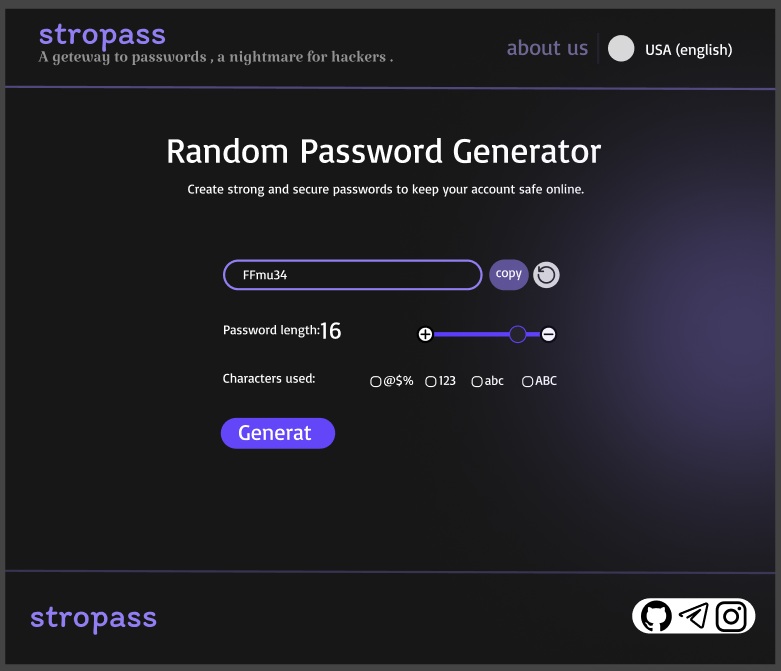 stropass
A geteway to passwords , a nightmare for hackers .
about us
USA (english)
Random Password Generator
Create strong and secure passwords to keep your account safe online.
FFmu34
copy
Password length:16
Characters used:
@$% 123 abc ABC
Generat
stropass